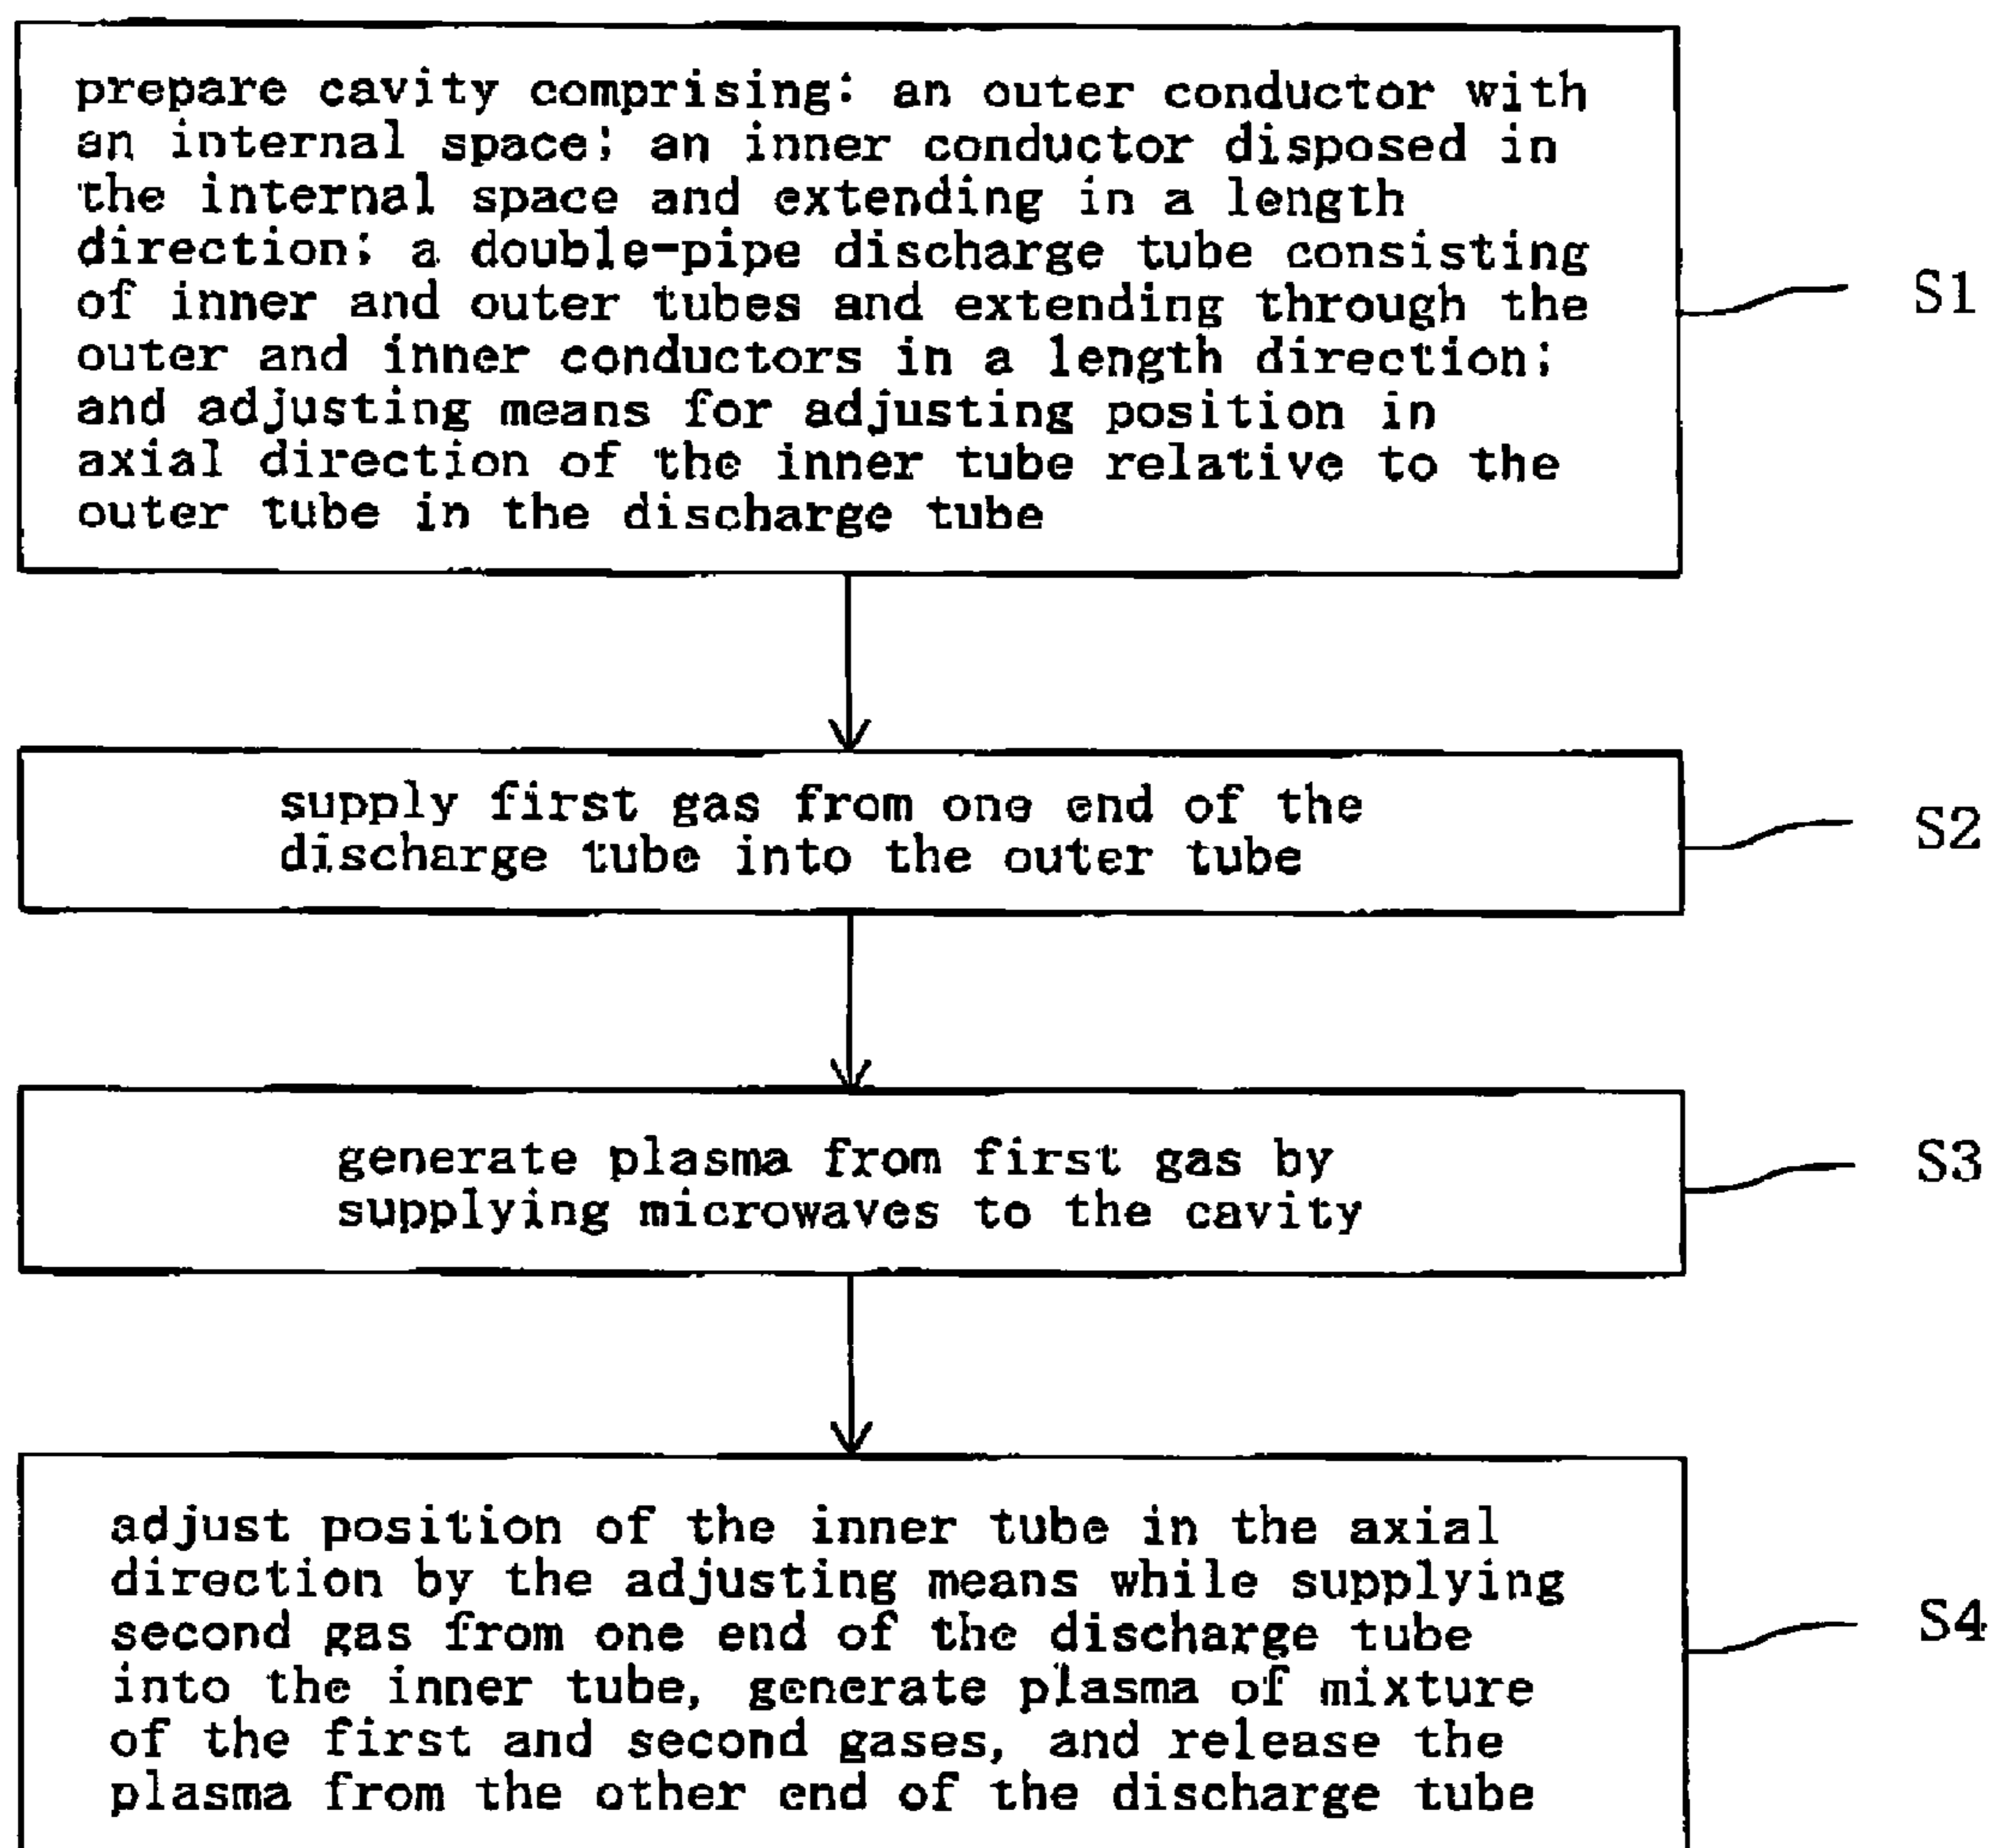 prepare cavity comprising: an outer conductor with
an internal space; an inner conductor disposed in
the internal space and extending in a length
direction; a double-pipe discharge tube consisting
of inner and outer tubes and extending through the
outer and inner conductors in a length direction;
and adjusting means for adjusting position in
axial direction of the inner tube relative to the
outer tube in the discharge tube
S1
supply first gas from one end of the
discharge tube into the outer tube
S2
generate plasma from first gas by
supplying microwaves to the cavity
S3
adjust position of the inner tube in the axial
direction by the adjusting means while supplying
second gas from one end of the discharge tube
into the inner tube, generate plasma of mixture
of the first and second gases, and release the
plasma from the other end of the discharge tube
S4